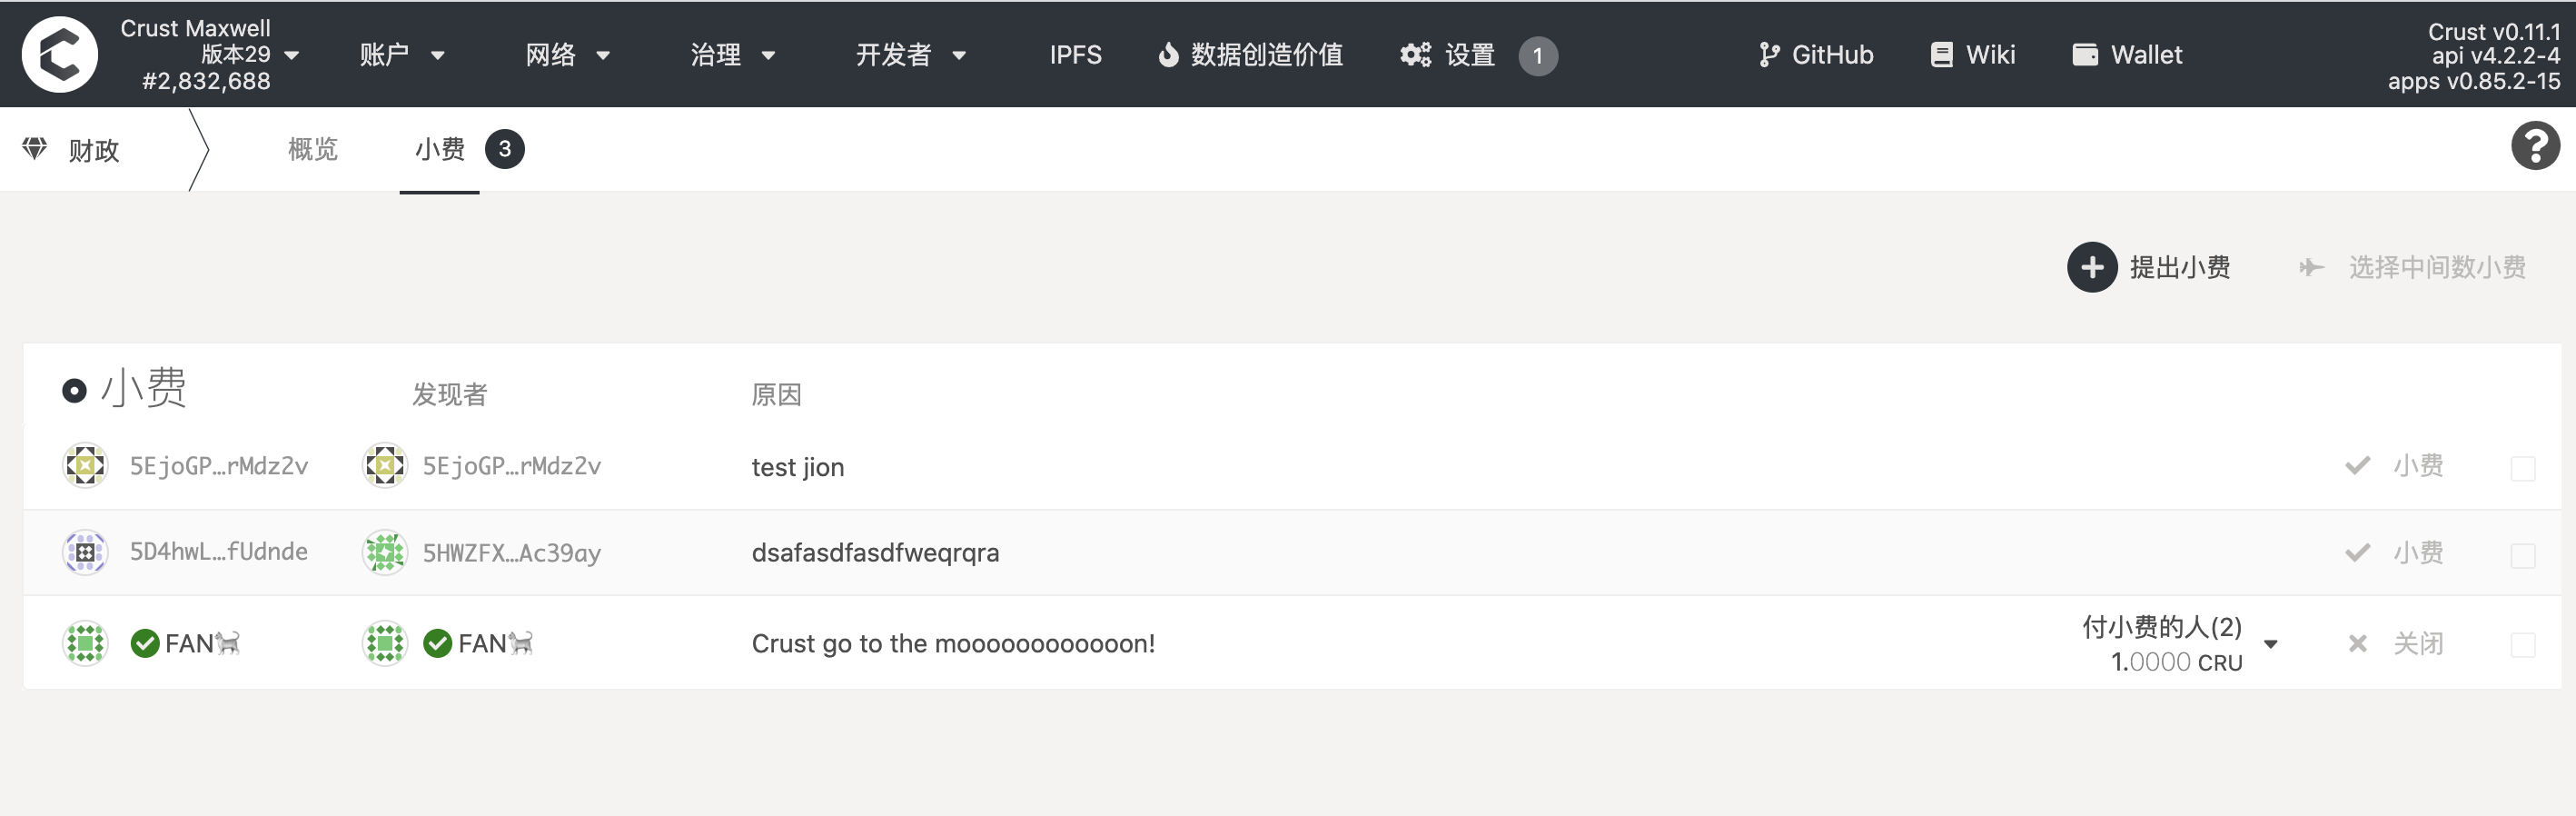 Crust Maxwell
版本29
#2,832,688
账户
网络
治理
开发者
IPFS
数据创造价值
设置
1
GitHub
Wiki
Wallet
Crust v0.11.1
api v4.2.2-4
apps v0.85.2-15
财政
概览
小费
3
提出小费
选择中间数小费
小费 发现者 原因
5EjoGP…rMdz2v 5EjoGP…rMdz2v test jion 小费
5D4hwL…fUdnde 5HWZFX…Ac39ay dsafasdfasdfweqrqra 小费
FAN🐈 FAN🐈 Crust go to the moooooooooooon! 付小费的人(2)
1.0000 CRU
关闭